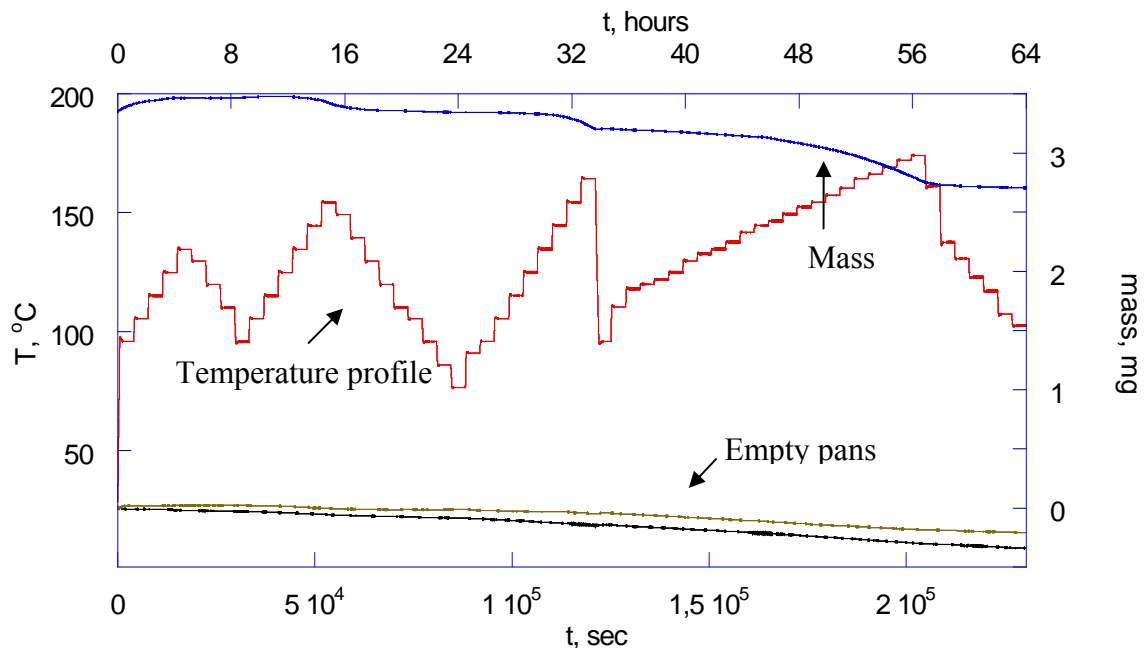 t, hours
0 8 16 24 32 40 48 56 64
200
150
100
50
T, °C
3
2
1
0
mass, mg
Mass
Temperature profile
Empty pans
0 5 10⁴ 1 10⁵ 1,5 10⁵ 2 10⁵
t, sec